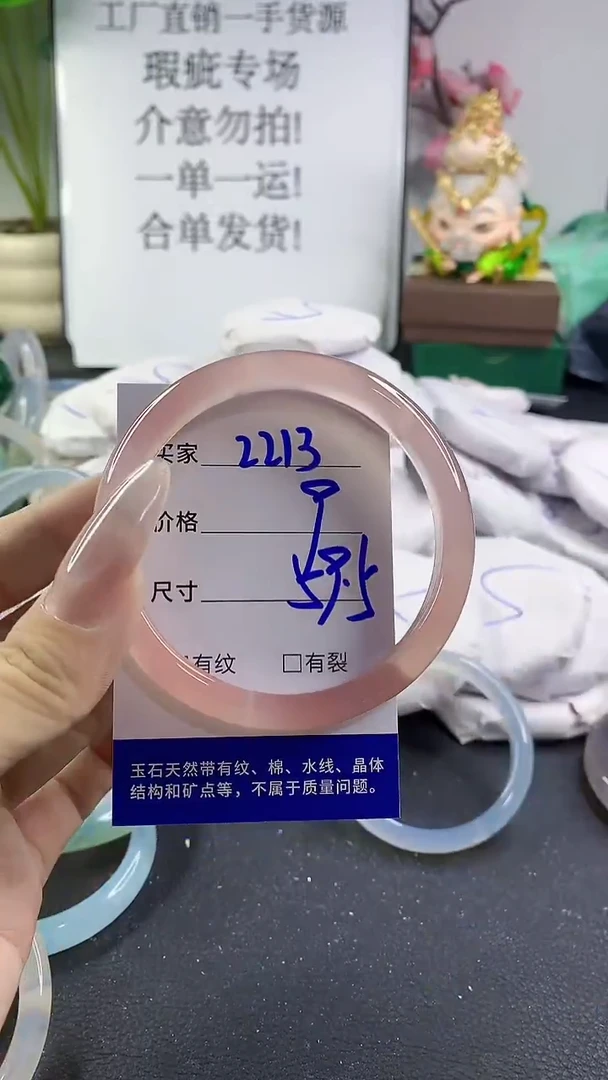 工厂直销一手货源
瑕疵专场
介意勿拍!
一单一运!
合单发货!
买家 2213
价格
尺寸
有纹 □有裂
玉石天然带有纹、棉、水线、晶体
结构和矿点等，不属于质量问题。